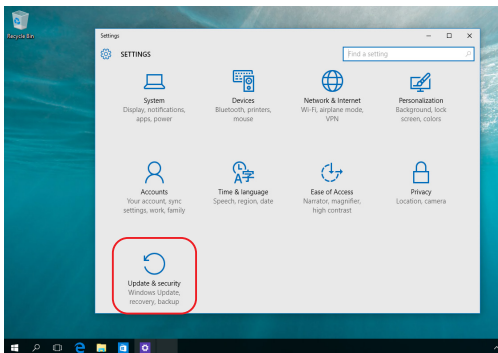 Recycle Bin
Settings
SETTINGS
Find a setting
System
Display, notifications,
apps, power
Devices
Bluetooth, printers,
mouse
Network & Internet
Wi-Fi, airplane mode,
VPN
Personalization
Background, lock
screen, colors
Accounts
Your account, sync
settings, work, family
Time & language
Speech, region, date
Ease of Access
Narrator, magnifier,
high contrast
Privacy
Location, camera
Update & security
Windows Update,
recovery, backup